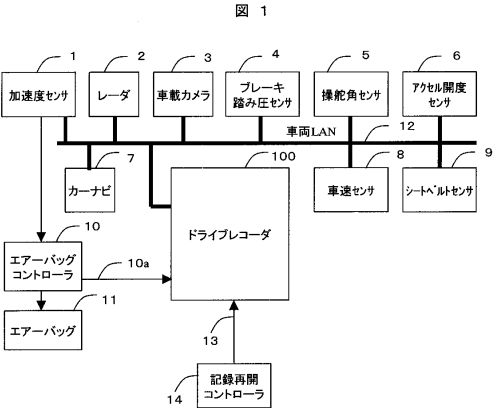 図 1
1
2
3
4
5
6
加速度センサ
レーダ
車載カメラ
ブレーキ
踏み圧センサ
操舵角センサ
アクセル開度
センサ
車両LAN
12
7
100
8
9
カーナビ
ドライブレコーダ
車速センサ
シートベルトセンサ
10
エアーバッグ
コントローラ
10a
11
エアーバッグ
13
記録再開
コントローラ
14